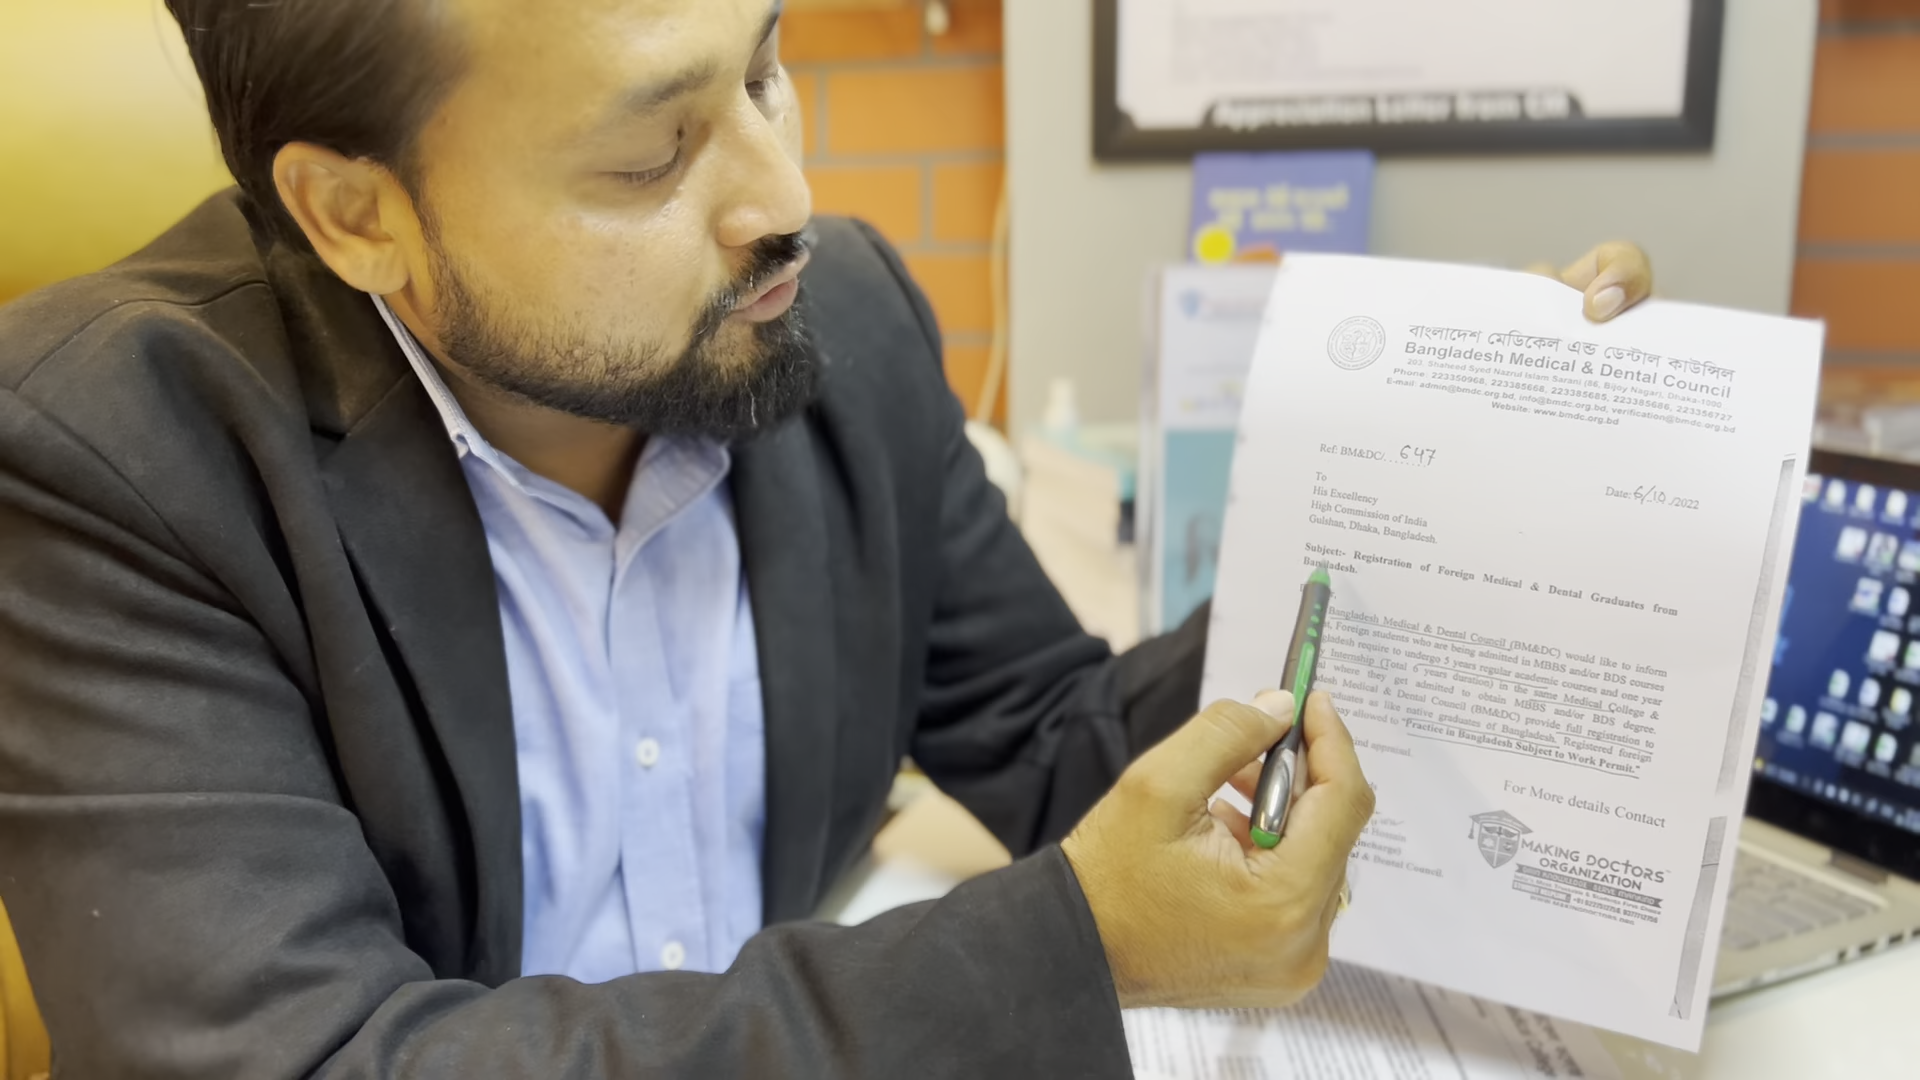 Appreciation Letter from
বাংলাদেশ মেডিকেল এন্ড ডেন্টাল কাউন্সিল
Bangladesh Medical & Dental Council
203, Shaheed Syed Nazrul Islam Sarani (86, Bijoy Nagar), Dhaka-1000
Phone: 223350968, 223385668, 223385685, 223385686, 223356727
E-mail: admin@bmdc.org.bd, info@bmdc.org.bd, verification@bmdc.org.bd
Website: www.bmdc.org.bd
Ref: BM&DC/ 647
Date: 6/10/2022
To
His Excellency
High Commission of India
Gulshan, Dhaka, Bangladesh.
Subject:- Registration of Foreign Medical & Dental Graduates from
Bangladesh.
Bangladesh Medical & Dental Council (BM&DC) would like to inform
Foreign students who are being admitted in MBBS and/or BDS courses
require to undergo 5 years regular academic courses and one year
Internship (Total 6 years duration) in the same Medical College &
where they get admitted to obtain MBBS and/or BDS degree.
Medical & Dental Council (BM&DC) provide full registration to
as like native graduates of Bangladesh. Registered foreign
may allowed to "Practice in Bangladesh Subject to Work Permit."
appraisal.
& Dental Council.
For More details Contact
MAKING DOCTORS
ORGANIZATION